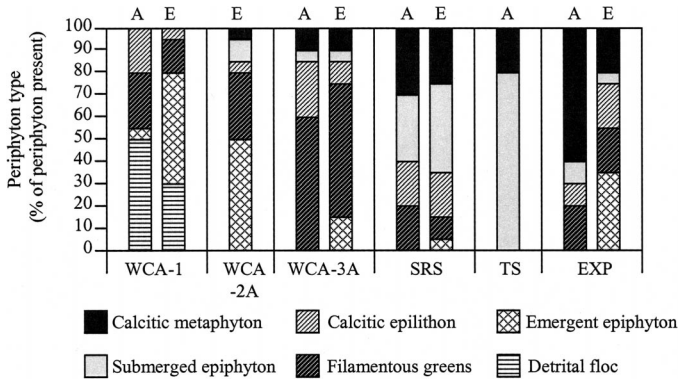 A E E A E A E A A E
Periphyton type
(% of periphyton present)
100
90
80
70
60
50
40
30
20
10
0
WCA-1 WCA WCA-3A SRS TS EXP
-2A
Calcitic metaphyton Calcitic epilithon Emergent epiphyton
Submerged epiphyton Filamentous greens Detrital floc